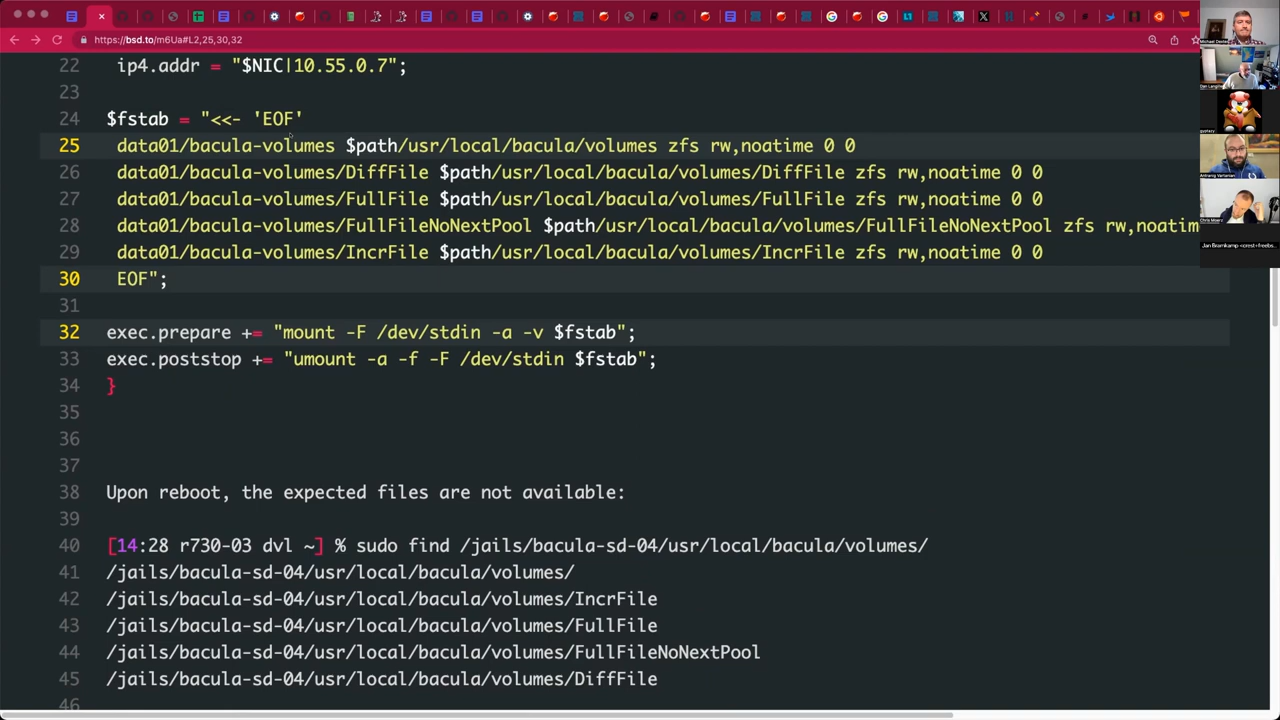 https://bsd.to/m6Ua#L2,25,30,32
22 ip4.addr = "$NIC|10.55.0.7";
23
24 $fstab = "<<- 'EOF'
25 data01/bacula-volumes $path/usr/local/bacula/volumes zfs rw,noatime 0 0
26 data01/bacula-volumes/DiffFile $path/usr/local/bacula/volumes/DiffFile zfs rw,noatime 0 0
27 data01/bacula-volumes/FullFile $path/usr/local/bacula/volumes/FullFile zfs rw,noatime 0 0
28 data01/bacula-volumes/FullFileNoNextPool $path/usr/local/bacula/volumes/FullFileNoNextPool zfs rw,noatim
29 data01/bacula-volumes/IncrFile $path/usr/local/bacula/volumes/IncrFile zfs rw,noatime 0 0
30 EOF";
31
32 exec.prepare += "mount -F /dev/stdin -a -v $fstab";
33 exec.poststop += "umount -a -f -F /dev/stdin $fstab";
34 }
35
36
37
38 Upon reboot, the expected files are not available:
39
40 [14:28 r730-03 dvl ~] % sudo find /jails/bacula-sd-04/usr/local/bacula/volumes/
41 /jails/bacula-sd-04/usr/local/bacula/volumes/
42 /jails/bacula-sd-04/usr/local/bacula/volumes/IncrFile
43 /jails/bacula-sd-04/usr/local/bacula/volumes/FullFile
44 /jails/bacula-sd-04/usr/local/bacula/volumes/FullFileNoNextPool
45 /jails/bacula-sd-04/usr/local/bacula/volumes/DiffFile
46
Michael Dexter
Dan Langille
Antranig Vartanian
Chris Moerz